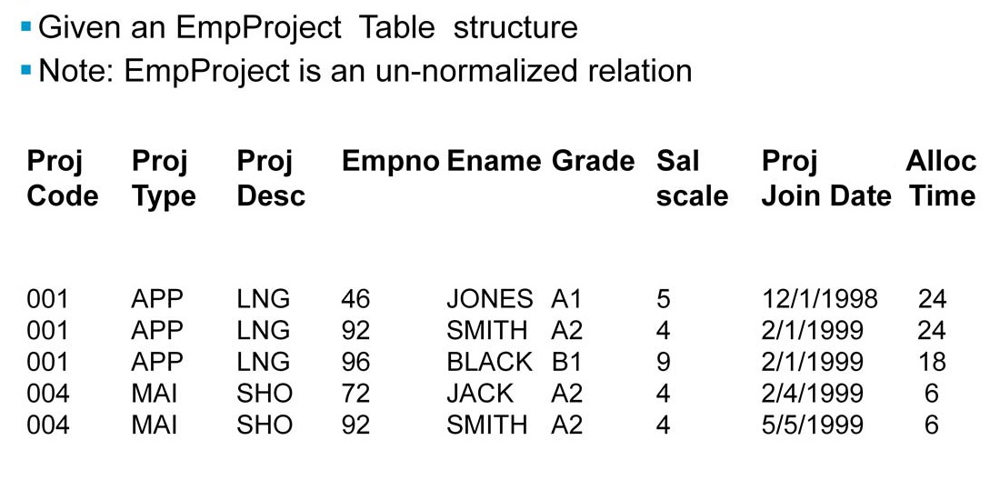 Given an EmpProject Table structure
Note: EmpProject is an un-normalized relation
Proj Proj Proj Empno Ename Grade Sal Proj Alloc
Code Type Desc scale Join Date Time
001 APP LNG 46 JONES A1 5 12/1/1998 24
001 APP LNG 92 SMITH A2 4 2/1/1999 24
001 APP LNG 96 BLACK B1 9 2/1/1999 18
004 MAI SHO 72 JACK A2 4 2/4/1999 6
004 MAI SHO 92 SMITH A2 4 5/5/1999 6